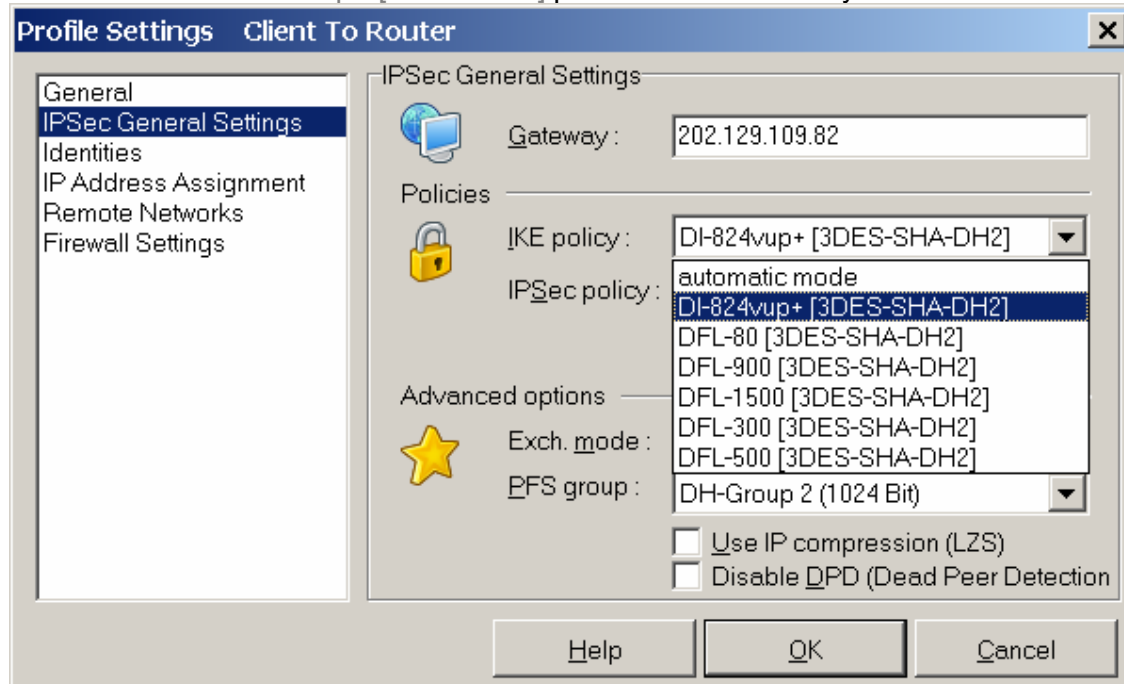 Profile Settings Client To Router
General
IPSec General Settings
Identities
IP Address Assignment
Remote Networks
Firewall Settings
IPSec General Settings
Gateway : 202.129.109.82
Policies
IKE policy : DI-824vup+ [3DES-SHA-DH2]
automatic mode
IPSec policy :
DI-824vup+ [3DES-SHA-DH2]
DFL-80 [3DES-SHA-DH2]
DFL-900 [3DES-SHA-DH2]
DFL-1500 [3DES-SHA-DH2]
DFL-300 [3DES-SHA-DH2]
DFL-500 [3DES-SHA-DH2]
Advanced options
Exch. mode :
PFS group : DH-Group 2 (1024 Bit)
Use IP compression (LZS)
Disable DPD (Dead Peer Detection
Help OK Cancel